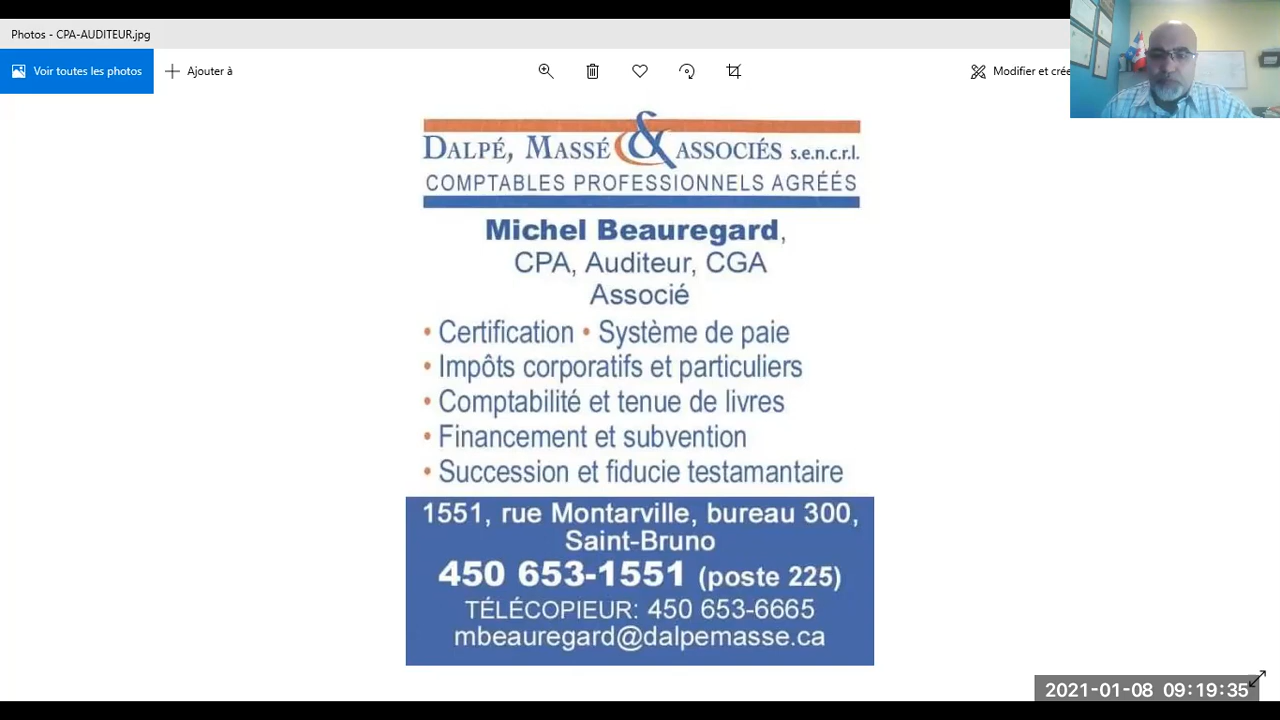 Photos - CPA-AUDITEUR.jpg
Voir toutes les photos
Ajouter à
Modifier et crée
DALPÉ, MASSÉ & ASSOCIÉS s.e.n.c.r.l.
COMPTABLES PROFESSIONNELS AGRÉÉS
Michel Beauregard,
CPA, Auditeur, CGA
Associé
• Certification • Système de paie
• Impôts corporatifs et particuliers
• Comptabilité et tenue de livres
• Financement et subvention
• Succession et fiducie testamantaire
1551, rue Montarville, bureau 300,
Saint-Bruno
450 653-1551 (poste 225)
TÉLÉCOPIEUR: 450 653-6665
mbeauregard@dalpemasse.ca
2021-01-08 09:19:35